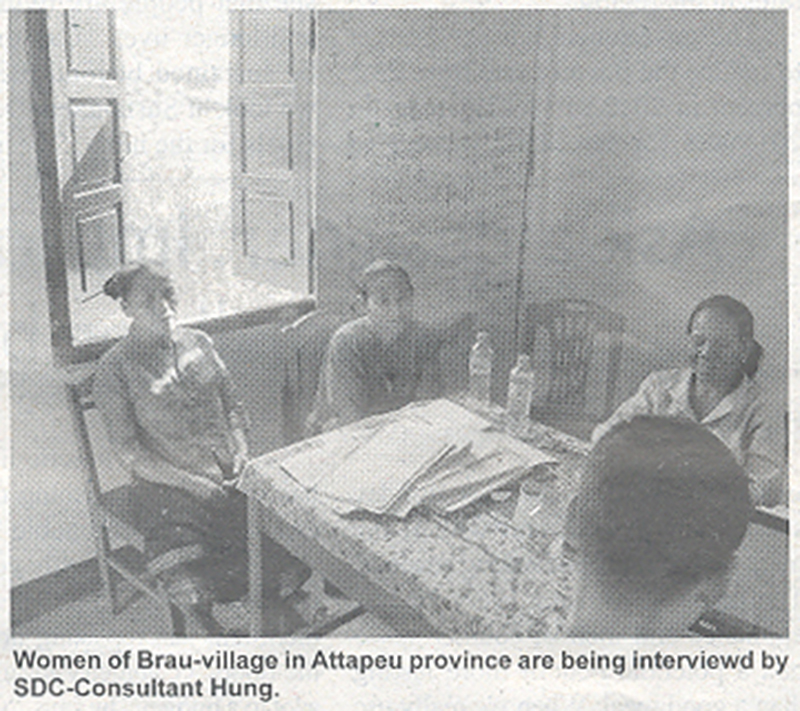 Women of Brau-village in Attapeu province are being interviewd by
SDC-Consultant Hung.